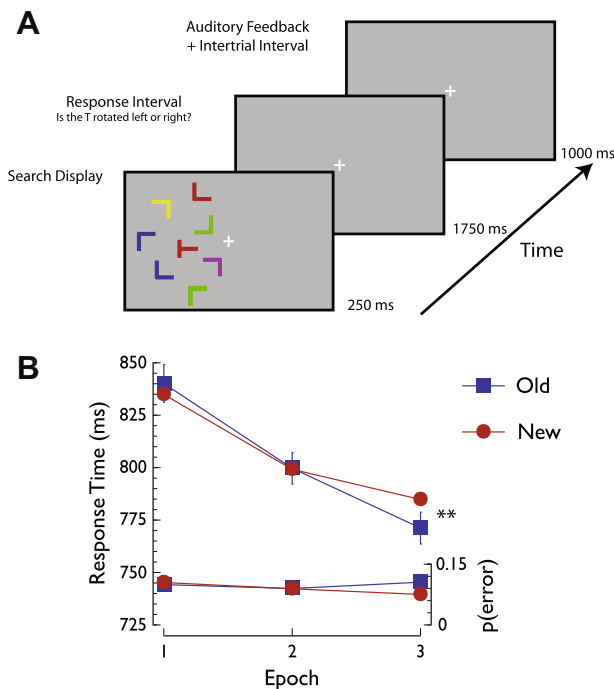 A
Auditory Feedback
+ Intertrial Interval
Response Interval
Is the T rotated left or right?
Search Display
1000 ms
1750 ms
Time
250 ms
B
850
825
800
775
750
725
Response Time (ms)
Old
New
**
0.15
0
p(error)
1 2 3
Epoch